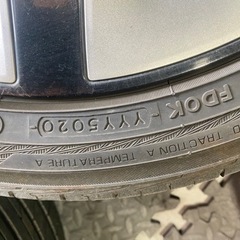 FDOK YYY5020
TRACTION A TEMPERATURE A